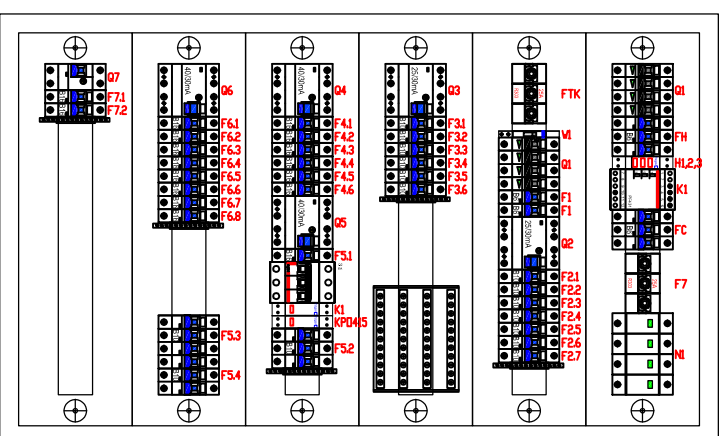 Q7
F7.1
F7.2
40/30mA
Q6
F6.1
F6.2
F6.3
F6.4
F6.5
F6.6
F6.7
F6.8
F5.3
F5.4
40/30mA
Q4
F4.1
F4.2
F4.3
F4.4
F4.5
F4.6
40/30mA
Q5
F5.1
K1
KPO415
F5.2
25/30mA
Q3
F3.1
F3.2
F3.3
F3.4
F3.5
F3.6
FTK
W1
Q1
F1
F1
25/30mA
Q2
F2.1
F2.2
F2.3
F2.4
F2.5
F2.6
F2.7
Q1
FH
H1,2,3
K1
FC
F7
N1